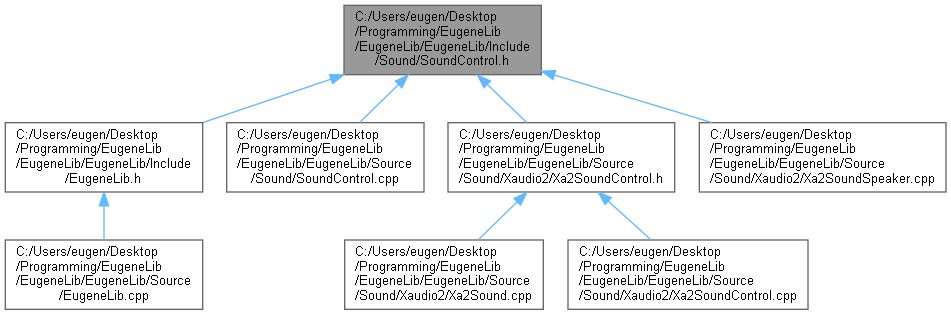 C:/Users/eugen/Desktop
/Programming/EugeneLib
/EugeneLib/EugeneLib/Include
/Sound/SoundControl.h
C:/Users/eugen/Desktop
/Programming/EugeneLib
/EugeneLib/EugeneLib/Include
/EugeneLib.h
C:/Users/eugen/Desktop
/Programming/EugeneLib
/EugeneLib/EugeneLib/Source
/Sound/SoundControl.cpp
C:/Users/eugen/Desktop
/Programming/EugeneLib
/EugeneLib/EugeneLib/Source
/Sound/Xaudio2/Xa2SoundControl.h
C:/Users/eugen/Desktop
/Programming/EugeneLib
/EugeneLib/EugeneLib/Source
/Sound/Xaudio2/Xa2SoundSpeaker.cpp
C:/Users/eugen/Desktop
/Programming/EugeneLib
/EugeneLib/EugeneLib/Source
/EugeneLib.cpp
C:/Users/eugen/Desktop
/Programming/EugeneLib
/EugeneLib/EugeneLib/Source
/Sound/Xaudio2/Xa2Sound.cpp
C:/Users/eugen/Desktop
/Programming/EugeneLib
/EugeneLib/EugeneLib/Source
/Sound/Xaudio2/Xa2SoundControl.cpp